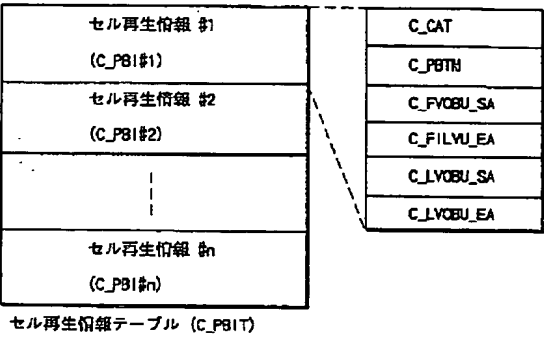 セル再生情報 #1
(C_PBI#1)
セル再生情報 #2
(C_PBI#2)
セル再生情報 #n
(C_PBI#n)
セル再生情報テーブル (C_PBIT)
C_CAT
C_PBTM
C_FVOBU_SA
C_FILVU_EA
C_LVOBU_SA
C_LVOBU_EA